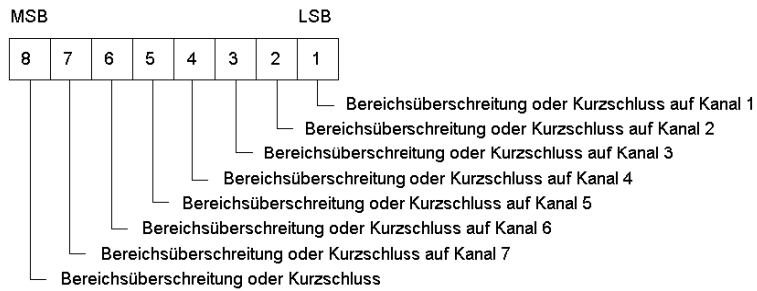 MSB LSB
8 7 6 5 4 3 2 1
Bereichsüberschreitung oder Kurzschluss auf Kanal 1
Bereichsüberschreitung oder Kurzschluss auf Kanal 2
Bereichsüberschreitung oder Kurzschluss auf Kanal 3
Bereichsüberschreitung oder Kurzschluss auf Kanal 4
Bereichsüberschreitung oder Kurzschluss auf Kanal 5
Bereichsüberschreitung oder Kurzschluss auf Kanal 6
Bereichsüberschreitung oder Kurzschluss auf Kanal 7
Bereichsüberschreitung oder Kurzschluss